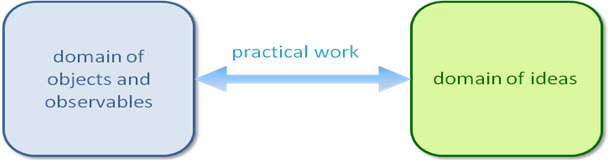 domain of
objects and
observables
practical work
domain of ideas